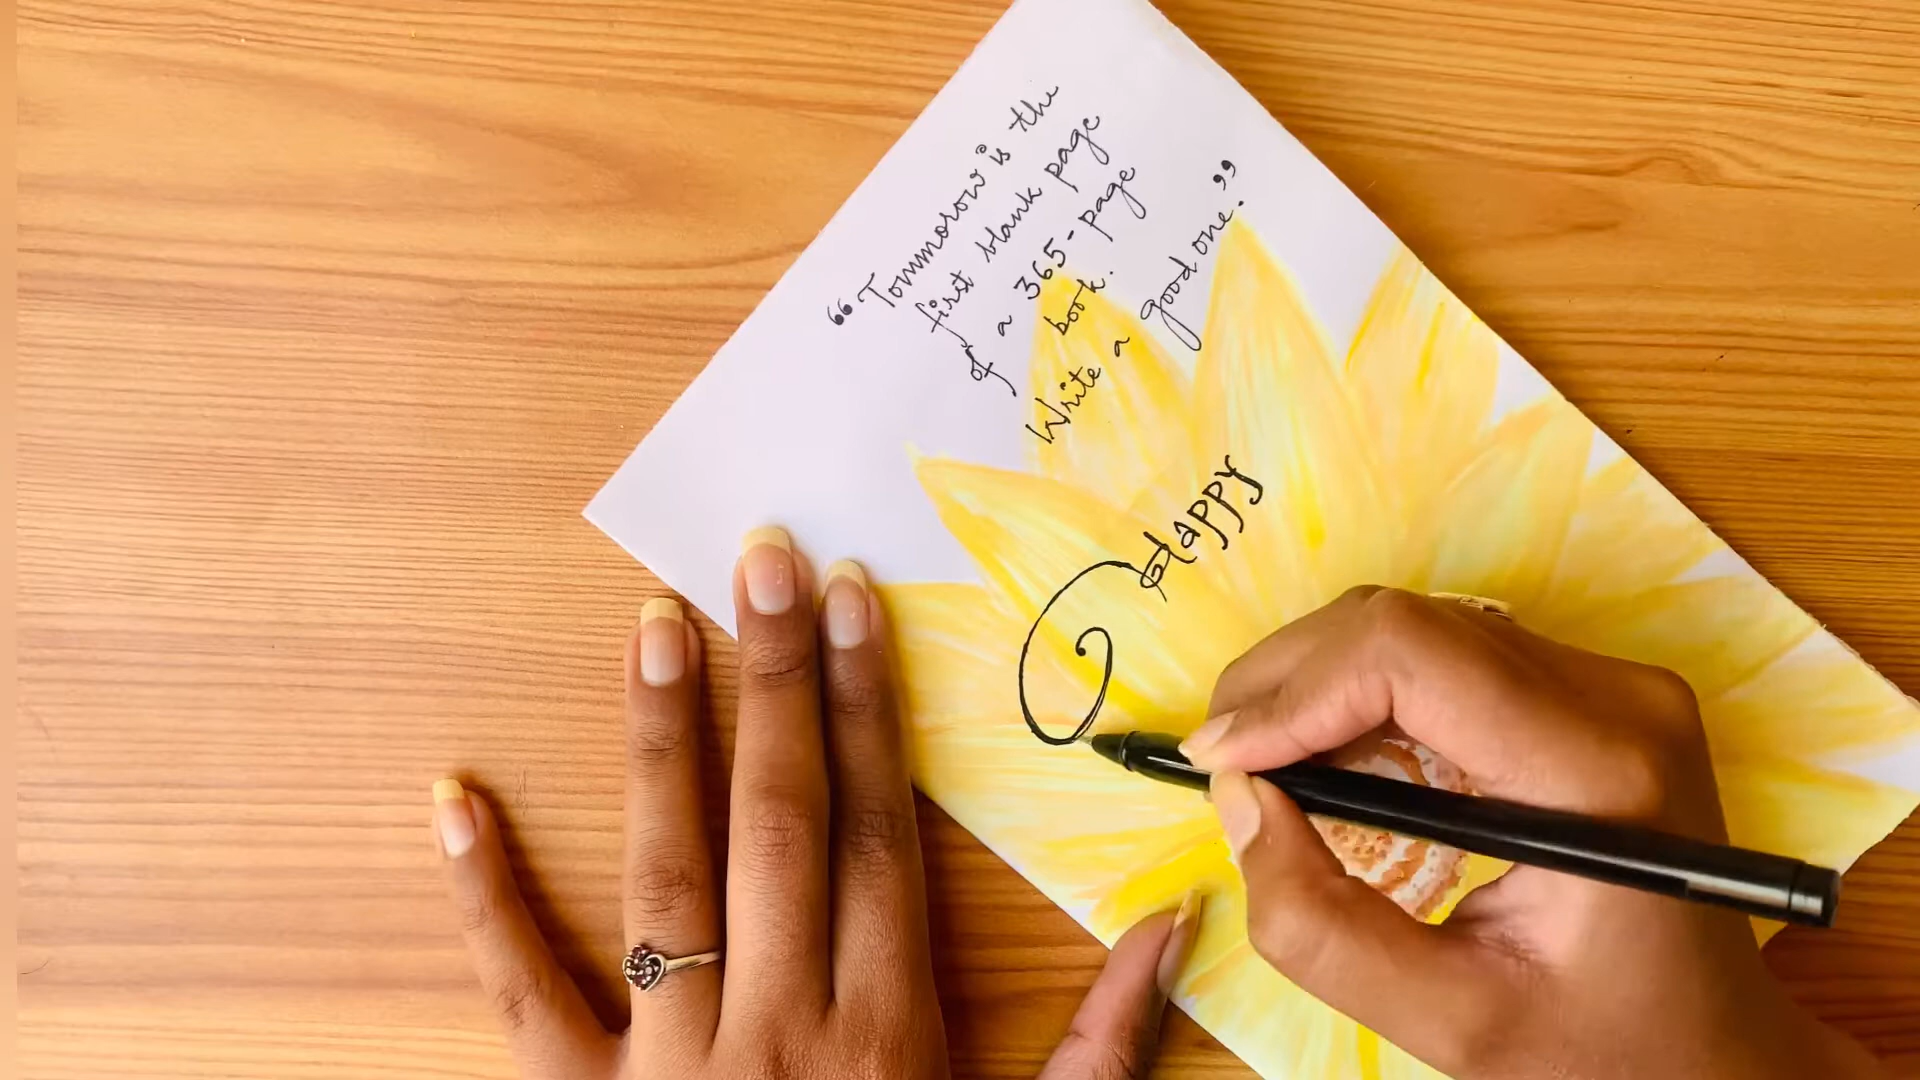 “Tommorow is the
first blank page
of a 365-page
book.
Write a good one.”
Happy